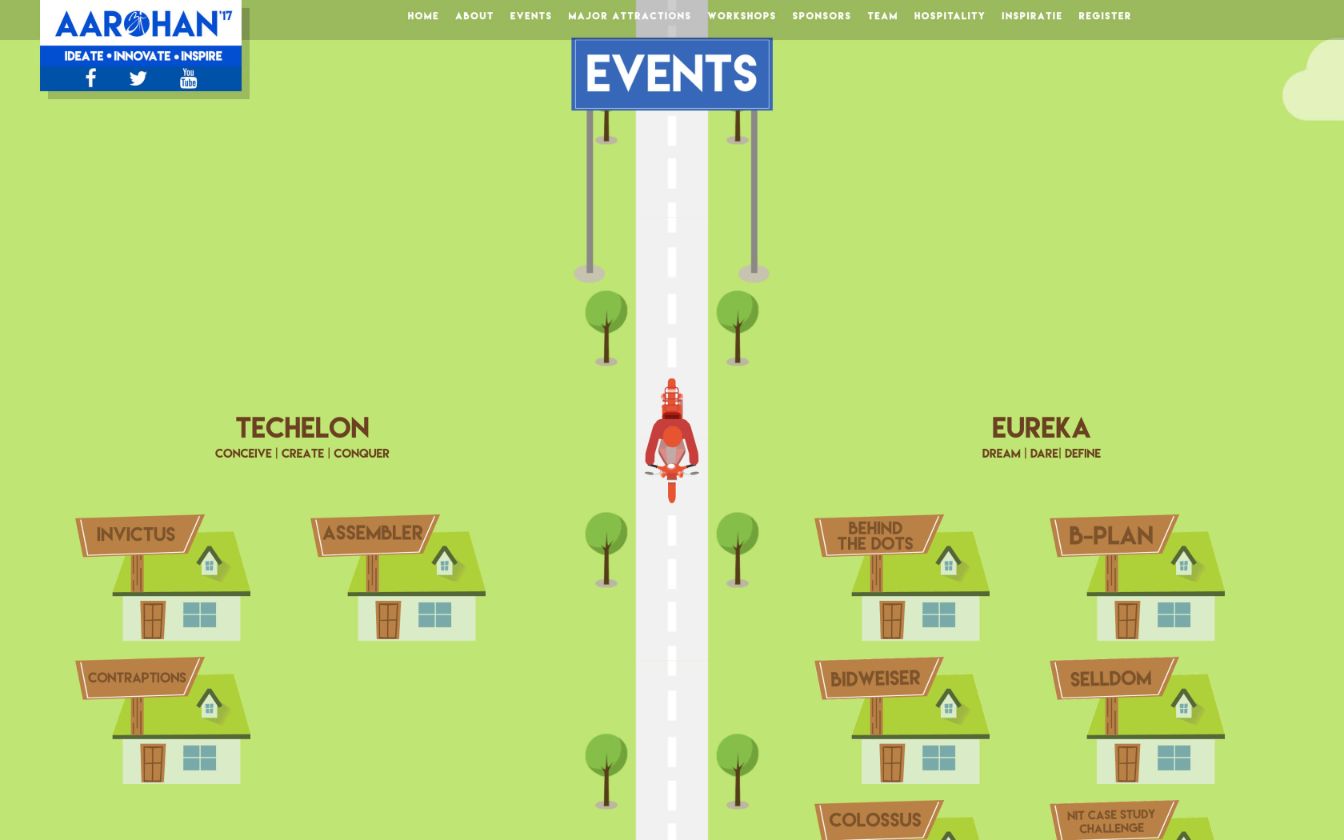 AAROHAN'17
IDEATE • INNOVATE • INSPIRE
You
Tube
HOME ABOUT EVENTS MAJOR ATTRACTIONS WORKSHOPS SPONSORS TEAM HOSPITALITY INSPIRATIE REGISTER
EVENTS
TECHELON
CONCEIVE | CREATE | CONQUER
INVICTUS
ASSEMBLER
CONTRAPTIONS
EUREKA
DREAM | DARE| DEFINE
BEHIND
THE DOTS
B-PLAN
BIDWEISER
SELLDOM
COLOSSUS
NIT CASE STUDY
CHALLENGE